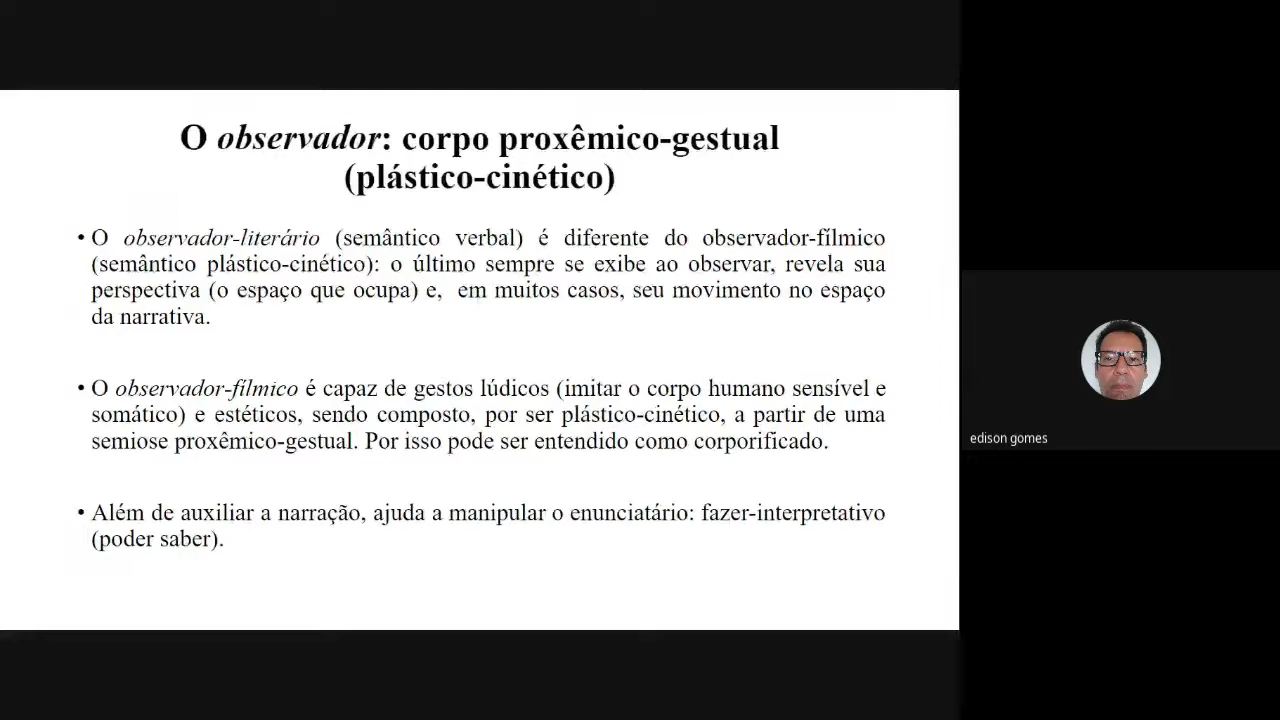 O observador: corpo proxêmico-gestual
(plástico-cinético)
• O observador-literário (semântico verbal) é diferente do observador-fílmico
(semântico plástico-cinético): o último sempre se exibe ao observar, revela sua
perspectiva (o espaço que ocupa) e, em muitos casos, seu movimento no espaço
da narrativa.
• O observador-fílmico é capaz de gestos lúdicos (imitar o corpo humano sensível e
somático) e estéticos, sendo composto, por ser plástico-cinético, a partir de uma
semiose proxêmico-gestual. Por isso pode ser entendido como corporificado.
• Além de auxiliar a narração, ajuda a manipular o enunciatário: fazer-interpretativo
(poder saber).
edison gomes